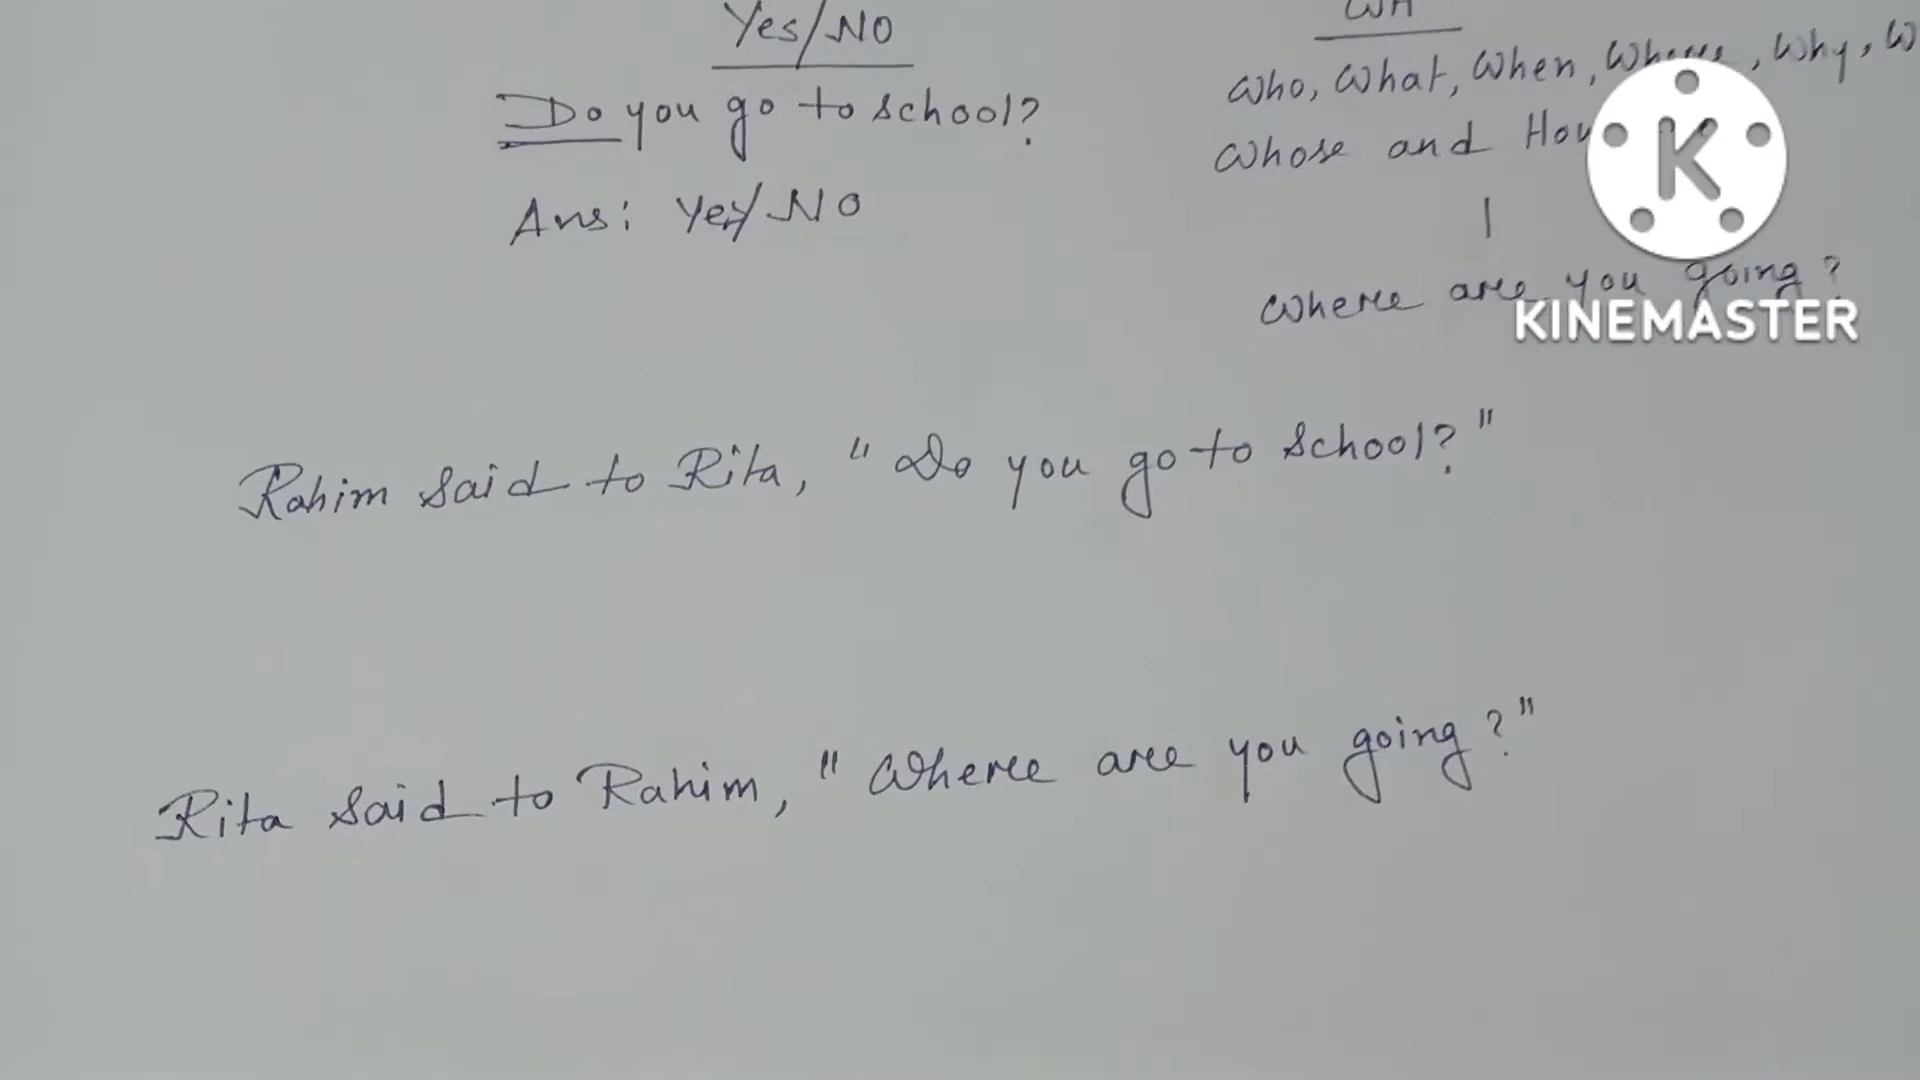 Yes/No
Do you go to school?
Ans: Yes/No
WH
Who, What, When, Where, Why,
Whose and How
Where are you going?
KINEMASTER
Rahim said to Rita, "Do you go to school?"
Rita said to Rahim, "Where are you going?"